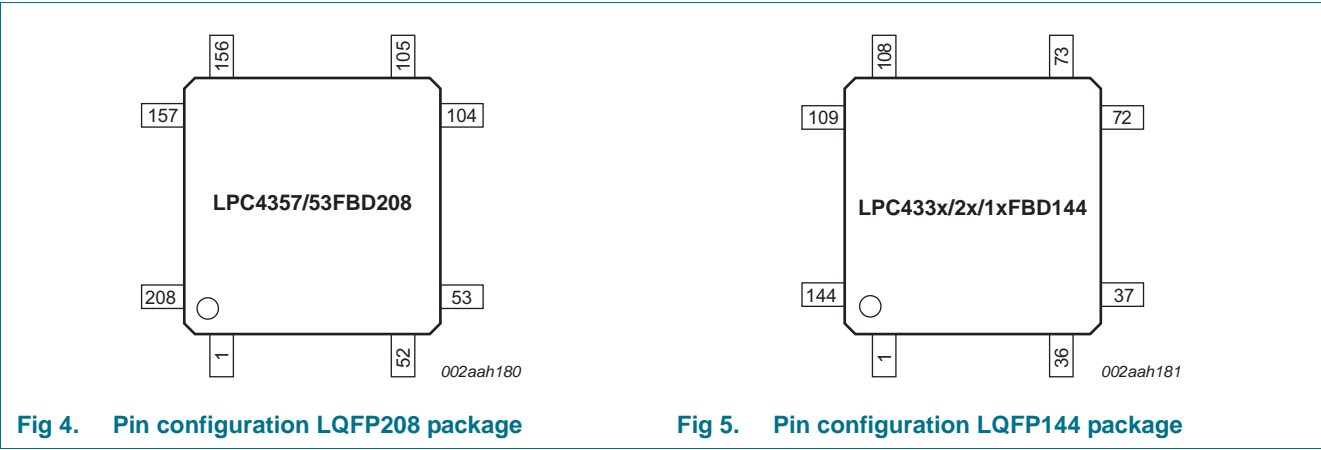 156
105
157
104
LPC4357/53FBD208
208
53
1
52
002aah180
Fig 4. Pin configuration LQFP208 package
108
73
109
72
LPC433x/2x/1xFBD144
144
37
1
36
002aah181
Fig 5. Pin configuration LQFP144 package